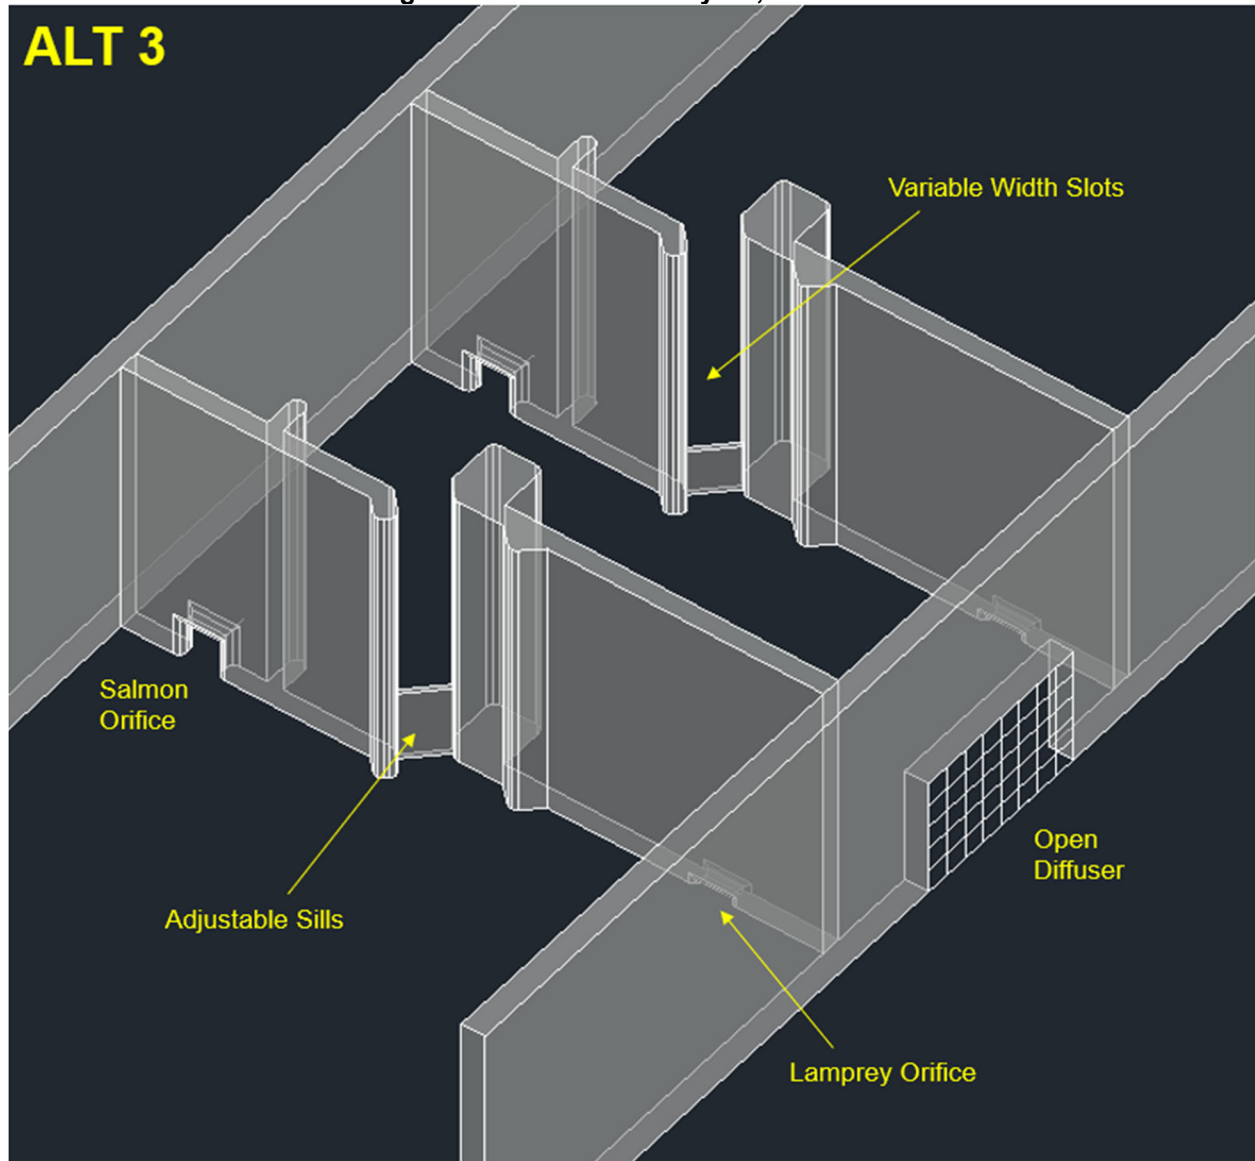 ALT 3
Variable Width Slots
Salmon
Orifice
Open
Diffuser
Adjustable Sills
Lamprey Orifice